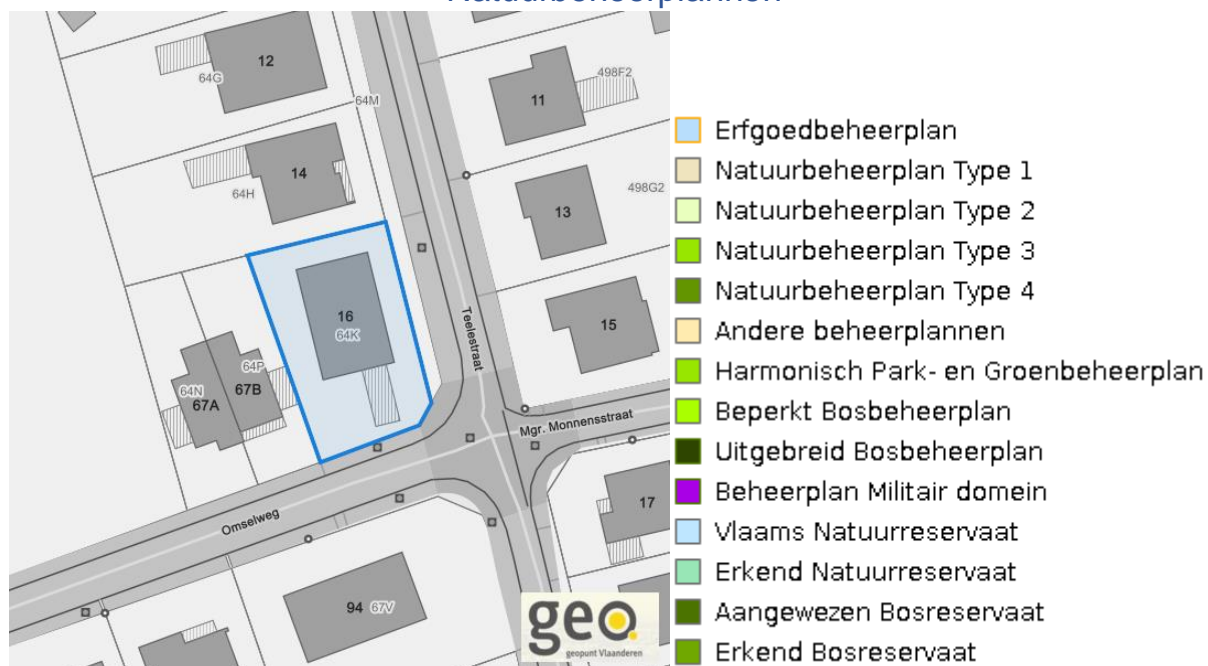 Natuurbeheerplannen
12
64G
64M
11
498F2
14
64H
13
498G2
16
64K
15
Teelestraat
64P
64N
67B
67A
Mgr. Monnensstraat
17
Omselweg
94 67V
geo.
geopunt Vlaanderen
Erfgoedbeheerplan
Natuurbeheerplan Type 1
Natuurbeheerplan Type 2
Natuurbeheerplan Type 3
Natuurbeheerplan Type 4
Andere beheerplannen
Harmonisch Park- en Groenbeheerplan
Beperkt Bosbeheerplan
Uitgebreid Bosbeheerplan
Beheerplan Militair domein
Vlaams Natuurreservaat
Erkend Natuurreservaat
Aangewezen Bosreservaat
Erkend Bosreservaat